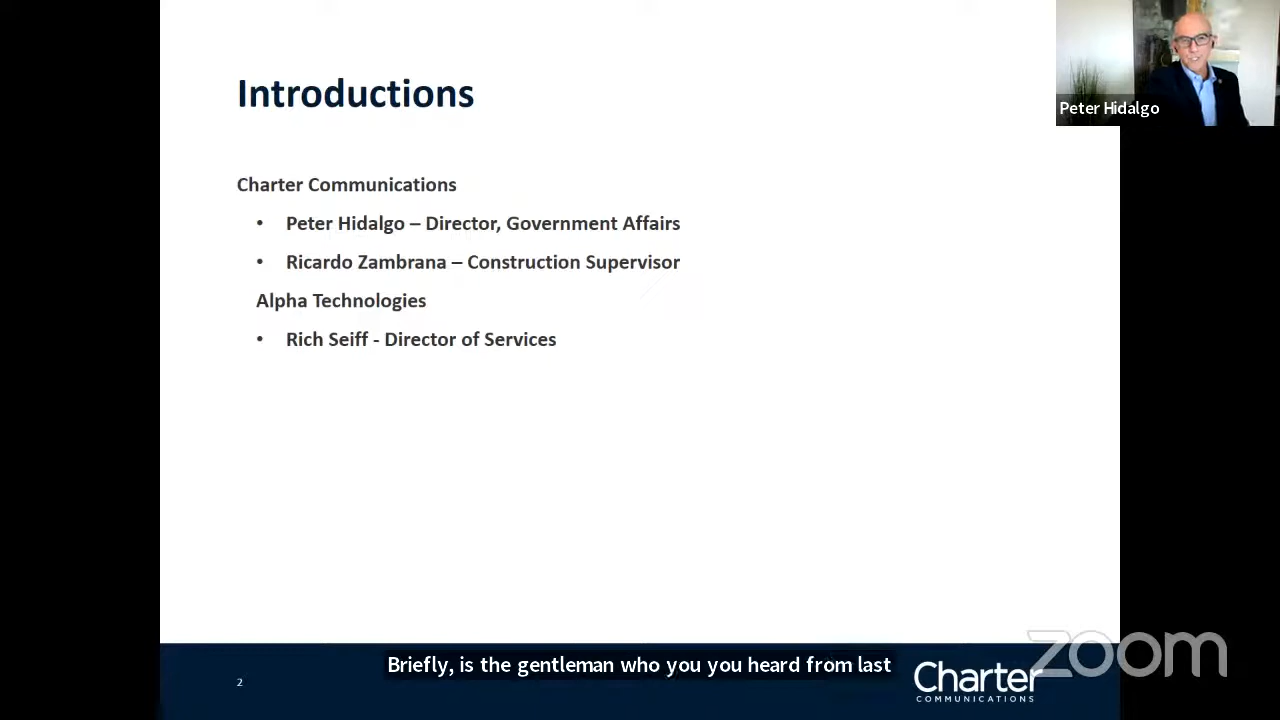 Introductions
Peter Hidalgo
Charter Communications
• Peter Hidalgo – Director, Government Affairs
• Ricardo Zambrana – Construction Supervisor
Alpha Technologies
• Rich Seiff - Director of Services
zoom
Briefly, is the gentleman who you you heard from last
2
Charter
COMMUNICATIONS